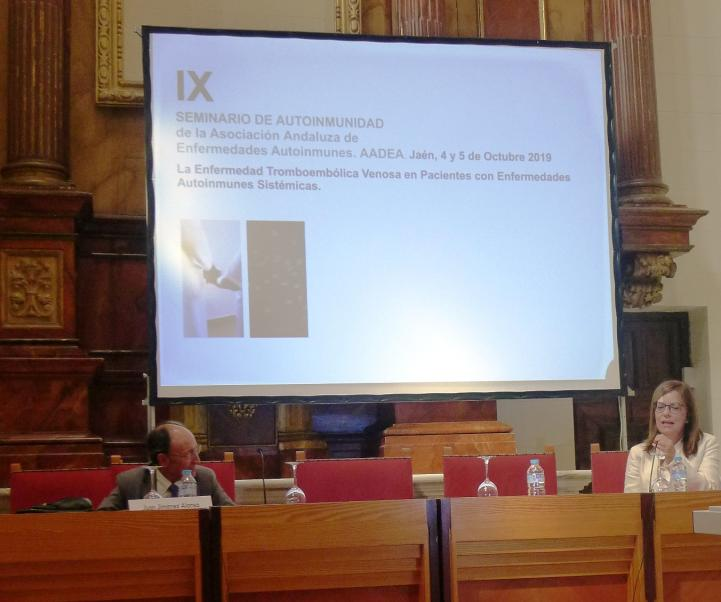 IX
SEMINARIO DE AUTOINMUNIDAD
de la Asociación Andaluza de
Enfermedades Autoinmunes. AADEA. Jaén, 4 y 5 de Octubre 2019
La Enfermedad Tromboembólica Venosa en Pacientes con Enfermedades
Autoinmunes Sistémicas.
Juan Jiménez Alonso